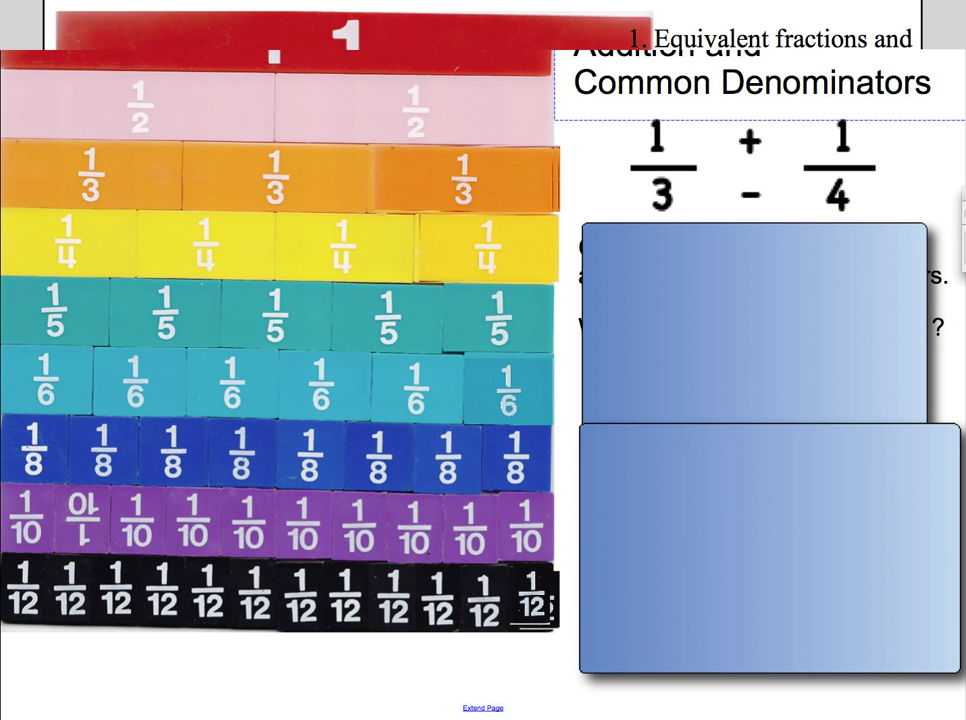 1
1. Equivalent fractions and
Addition and
Common Denominators
1/2 1/2
1/3 1/3 1/3
1/4 1/4 1/4 1/4
1/5 1/5 1/5 1/5 1/5
1/6 1/6 1/6 1/6 1/6 1/6
1/8 1/8 1/8 1/8 1/8 1/8 1/8 1/8
1/10 1/10 1/10 1/10 1/10 1/10 1/10 1/10 1/10 1/10
1/12 1/12 1/12 1/12 1/12 1/12 1/12 1/12 1/12 1/12 1/12 1/12
1/3 + - 1/4
?
Extend Page